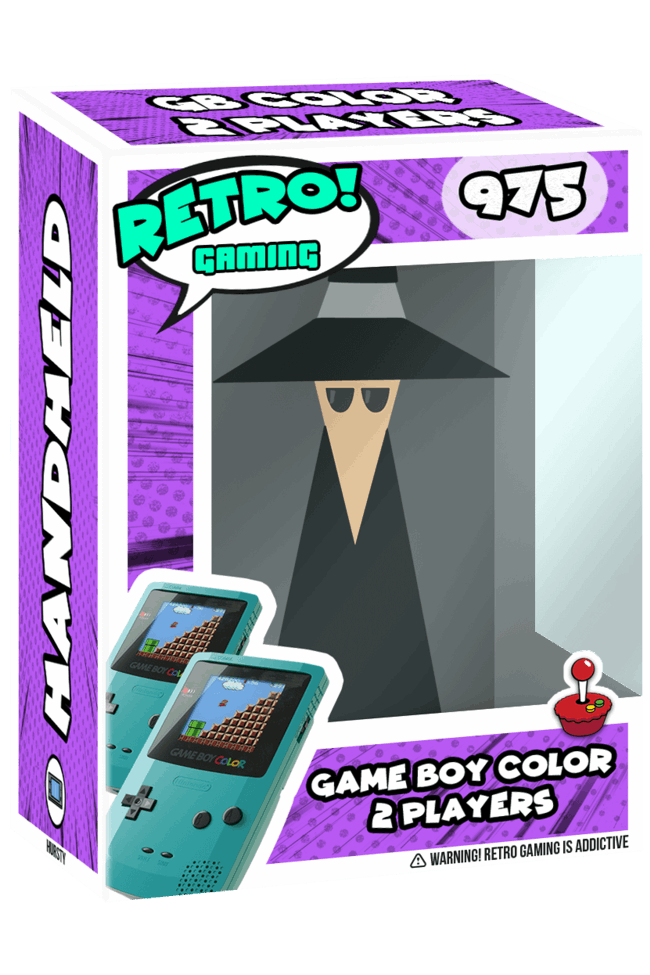 GB COLOR
2 PLAYERS
RETRO!
GAMING
975
HANDHELD
HURSTY
GAME BOY COLOR
GAME BOY COLOR
GAME BOY COLOR
2 PLAYERS
WARNING! RETRO GAMING IS ADDICTIVE